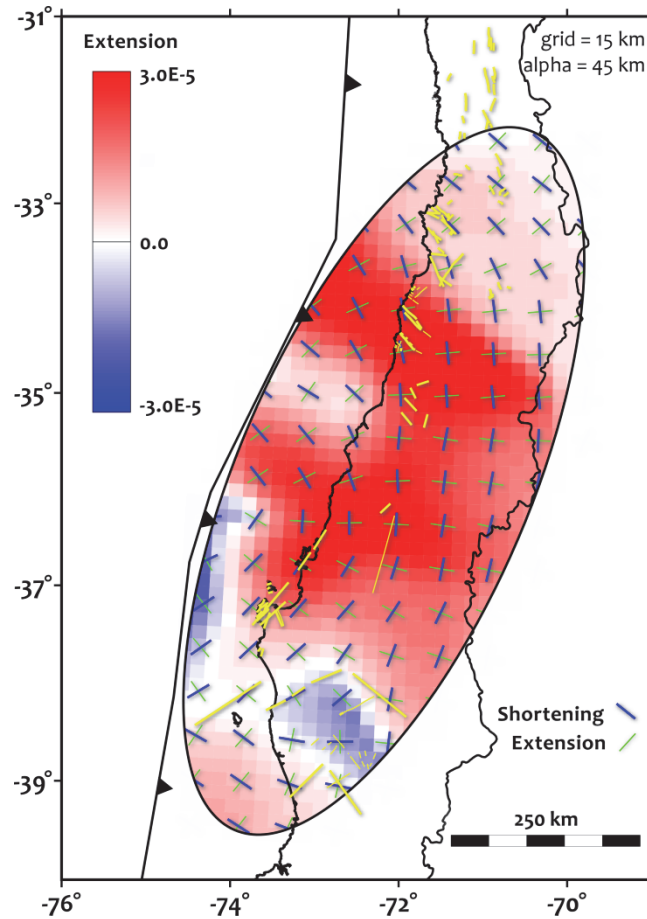 -31°
Extension
grid = 15 km
alpha = 45 km
3.0E-5
0.0
-3.0E-5
-33°
-35°
-37°
-39°
Shortening
Extension
250 km
-76°
-74°
-72°
-70°